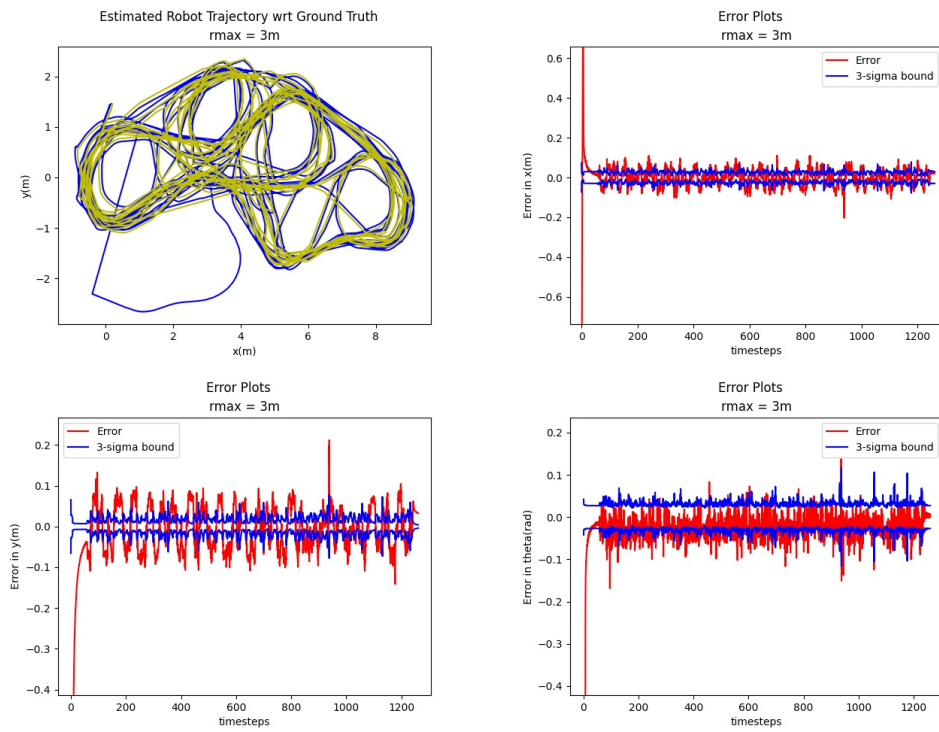 Estimated Robot Trajectory wrt Ground Truth
rmax = 3m
2
1
0
−1
−2
y(m)
0
2
4
6
8
x(m)
Error Plots
rmax = 3m
Error
3-sigma bound
0.6
0.4
0.2
0.0
−0.2
−0.4
−0.6
Error in x(m)
0
200
400
600
800
1000
1200
timesteps
Error Plots
rmax = 3m
Error
3-sigma bound
0.2
0.1
0.0
−0.1
−0.2
−0.3
−0.4
Error in y(m)
0
200
400
600
800
1000
1200
timesteps
Error Plots
rmax = 3m
Error
3-sigma bound
0.2
0.1
0.0
−0.1
−0.2
−0.3
−0.4
Error in theta(rad)
0
200
400
600
800
1000
1200
timesteps